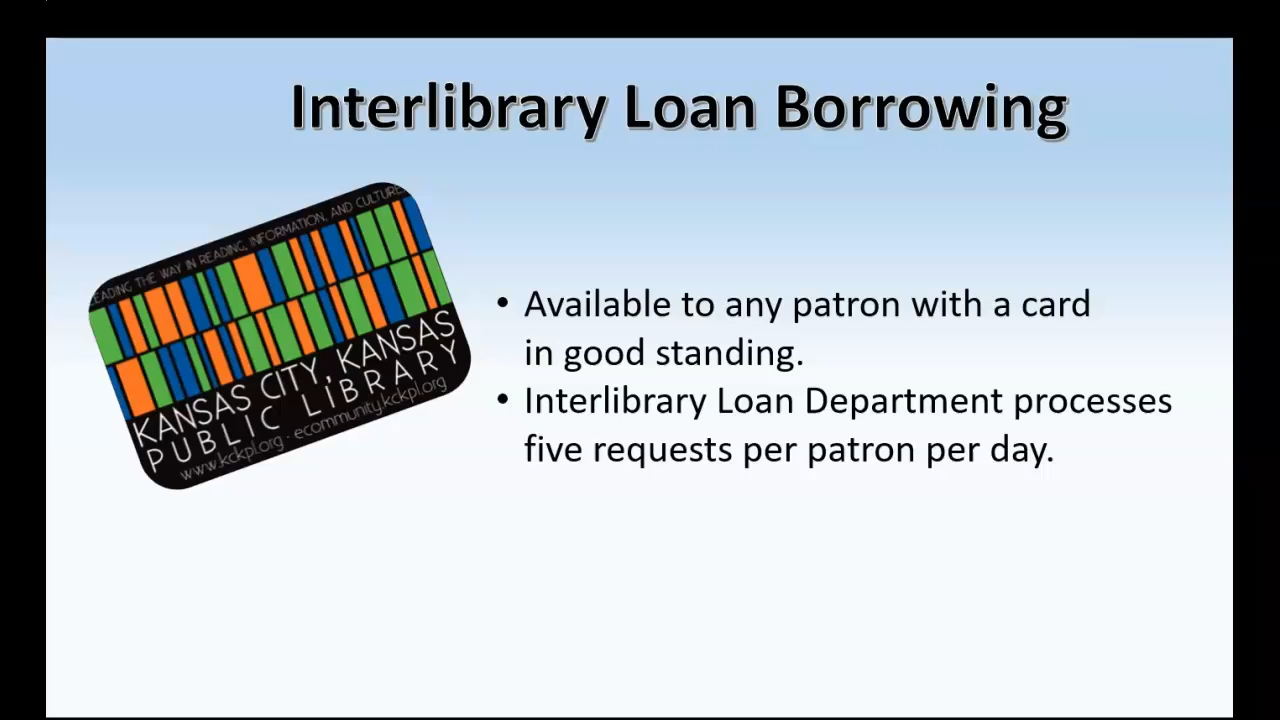 Interlibrary Loan Borrowing
LEADING THE WAY IN READING, INFORMATION, AND CULTURE
KANSAS CITY, KANSAS
PUBLIC LIBRARY
www.kckpl.org · ecommunity.kckpl.org
• Available to any patron with a card
in good standing.
• Interlibrary Loan Department processes
five requests per patron per day.